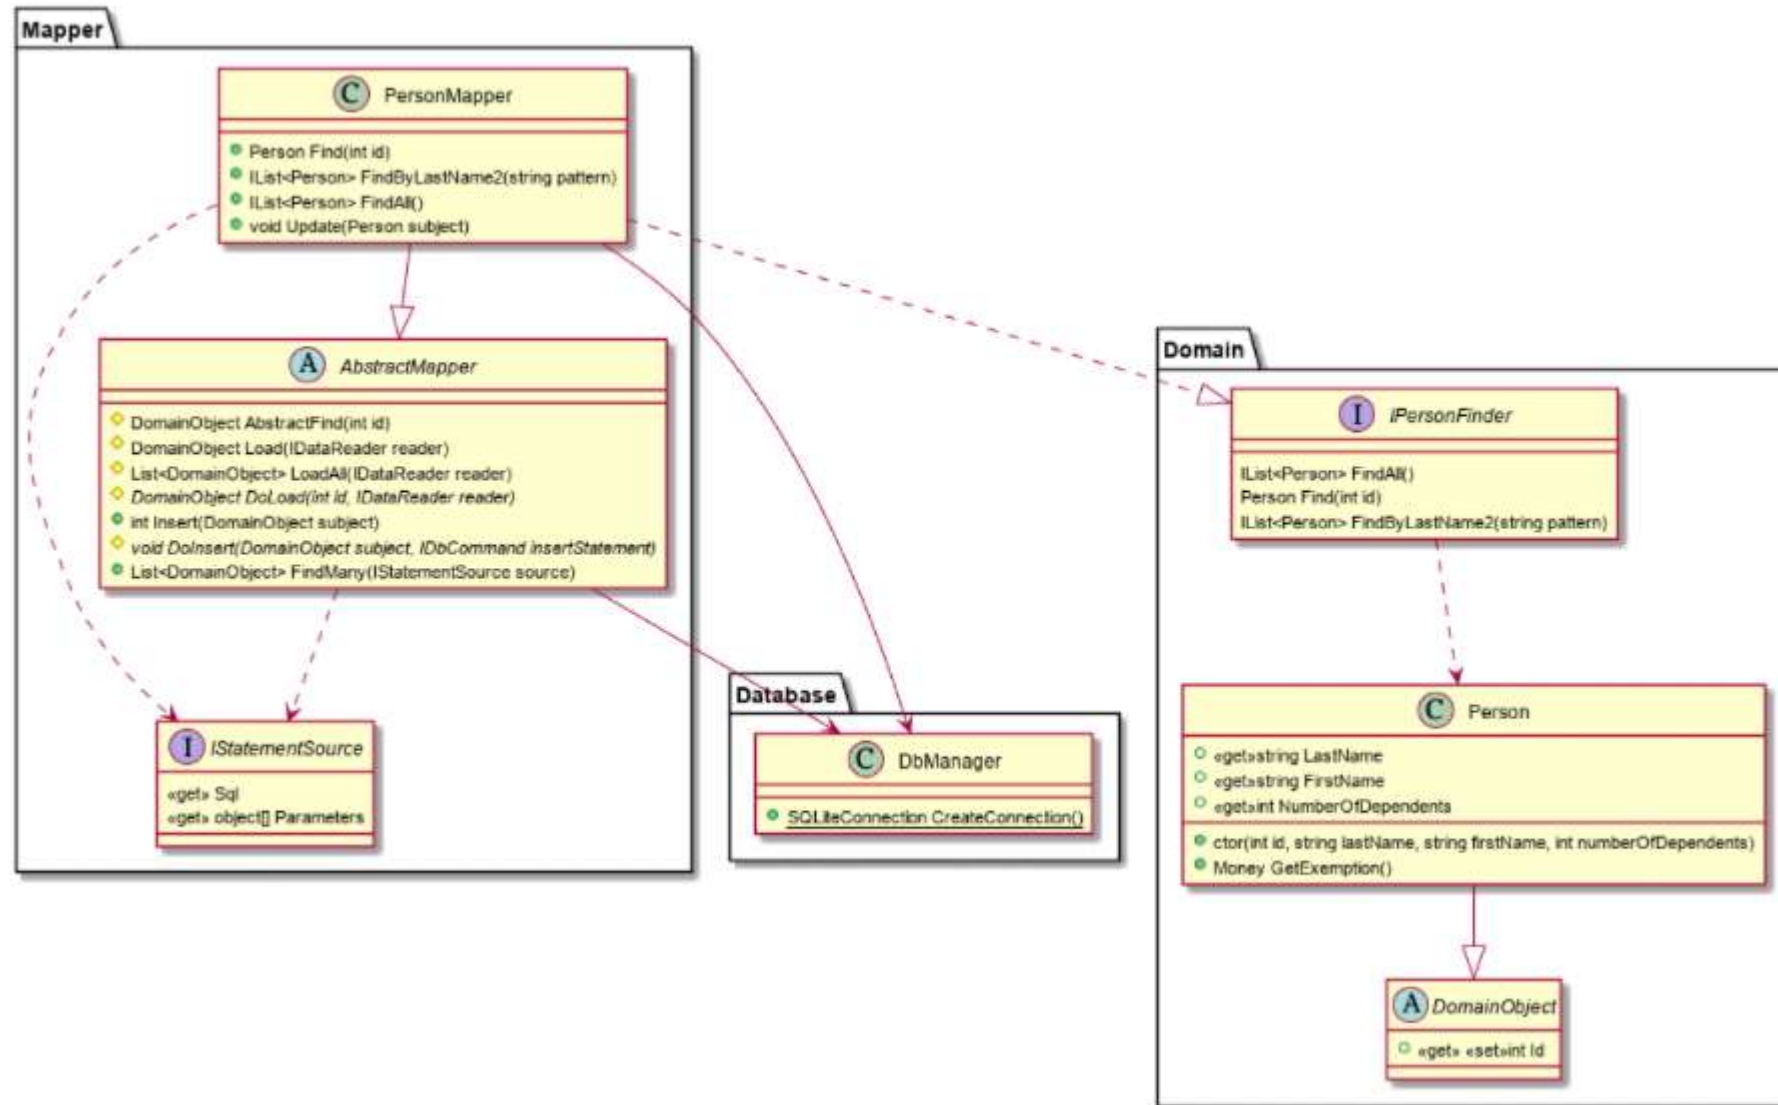 Mapper
C PersonMapper
Person Find(int id)
IList<Person> FindByLastName2(string pattern)
IList<Person> FindAll()
void Update(Person subject)
A AbstractMapper
DomainObject AbstractFind(int id)
DomainObject Load(IDataReader reader)
List<DomainObject> LoadAll(IDataReader reader)
DomainObject DoLoad(int id, IDataReader reader)
int Insert(DomainObject subject)
void DoInsert(DomainObject subject, IDbCommand insertStatement)
List<DomainObject> FindMany(IStatementSource source)
I IStatementSource
«get» Sql
«get» object[] Parameters
Database
C DbManager
SQLiteConnection CreateConnection()
Domain
I IPersonFinder
IList<Person> FindAll()
Person Find(int id)
IList<Person> FindByLastName2(string pattern)
C Person
«get»string LastName
«get»string FirstName
«get»int NumberOfDependents
ctor(int id, string lastName, string firstName, int numberOfDependents)
Money GetExemption()
A DomainObject
«get» «set»int Id